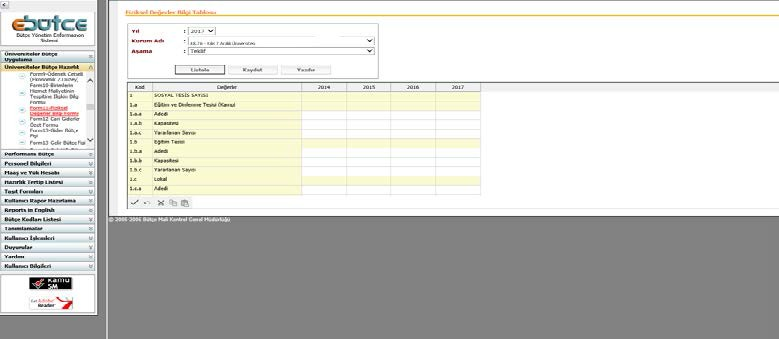 ebütçe
Bütçe Yönetim Enformasyon
Sistemi
Üniversiteler Bütçe
Uygulama
Üniversiteler Bütçe Hazırlık
Form9-Ödenek Cetveli
(Ekonomik 7.Düzey)
Form10-Birimlerin
Hizmet Maliyetinin
Tespitine İlişkin Bilgi
Formu
Form11-Fiziksel
Değerler Bilgi Formu
Form12 Cari Giderler
Özet Formu
Form13-Gider Bütçe
Fişi
Form13 Gelir Bütçe Fişi
Performans Bütçe
Personel Bilgileri
Maaş ve Yük Hesabı
Hazırlık Tertip Listesi
Taşıt Formları
Kullanıcı Rapor Hazırlama
Reports in English
Bütçe Kodları Listesi
Tanımlamalar
Kullanıcı İşlemleri
Duyurular
Yardım
Kullanıcı Bilgileri
KAMU
SM
Get Adobe
Reader
Fiziksel Değerler Bilgi Tablosu
Yıl : 2017
Kurum Adı : 38.78 - Kilis 7 Aralık Üniversitesi
Aşama : Teklif
Listele Kaydet Yazdır
Kod Değerler 2014 2015 2016 2017
1 SOSYAL TESİS SAYISI
1.a Eğitim ve Dinlenme Tesisi (Kamp)
1.a.a Adedi
1.a.b Kapasitesi
1.a.c Yararlanan Sayısı
1.b Eğitim Tesisi
1.b.a Adedi
1.b.b Kapasitesi
1.b.c Yararlanan Sayısı
1.c Lokal
1.c.a Adedi
© 2005-2006 Bütçe Mali Kontrol Genel Müdürlüğü